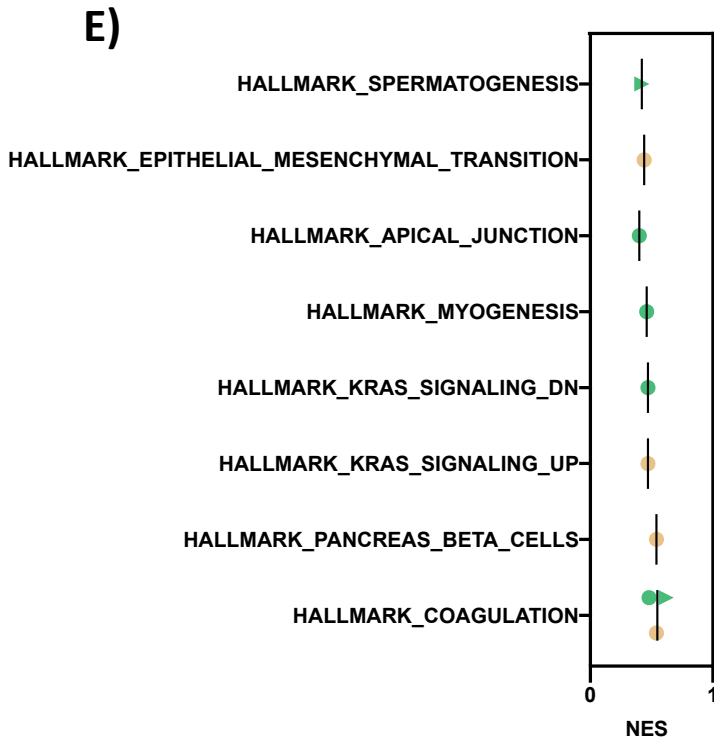 E)
HALLMARK_SPERMATOGENESIS
HALLMARK_EPITHELIAL_MESENCHYMAL_TRANSITION
HALLMARK_APICAL_JUNCTION
HALLMARK_MYOGENESIS
HALLMARK_KRAS_SIGNALING_DN
HALLMARK_KRAS_SIGNALING_UP
HALLMARK_PANCREAS_BETA_CELLS
HALLMARK_COAGULATION
0 1
NES